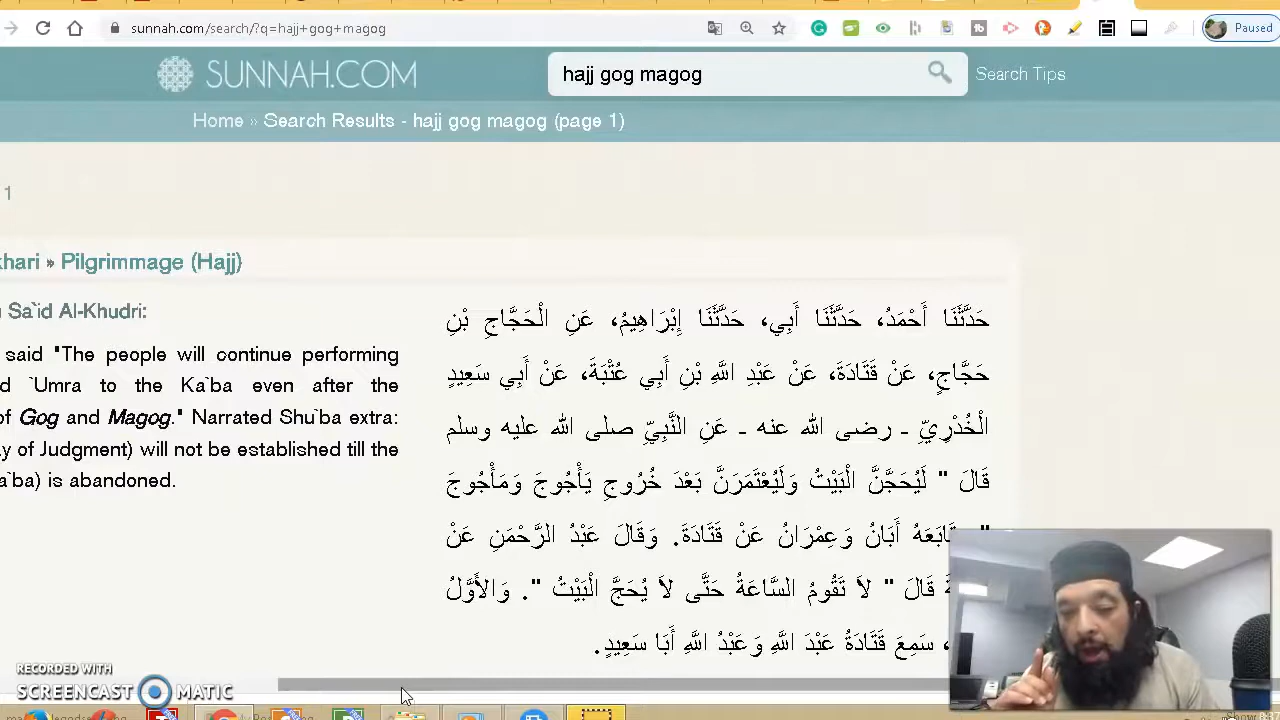 sunnah.com/search/?q=hajj+gog+magog
Paused
SUNNAH.COM
hajj gog magog
Search Tips
Home » Search Results - hajj gog magog (page 1)
1
hari » Pilgrimmage (Hajj)
Sa`id Al-Khudri:
said "The people will continue performing
d `Umra to the Ka`ba even after the
of Gog and Magog." Narrated Shu`ba extra:
y of Judgment) will not be established till the
a`ba) is abandoned.
حَدَّثَنَا أَحْمَدُ، حَدَّثَنَا أَبِي، حَدَّثَنَا إِبْرَاهِيمُ، عَنِ الْحَجَّاجِ بْنِ
حَجَّاجٍ، عَنْ قَتَادَةَ، عَنْ عَبْدِ اللَّهِ بْنِ أَبِي عُتْبَةَ، عَنْ أَبِي سَعِيدٍ
الْخُدْرِيِّ ـ رضى الله عنه ـ عَنِ النَّبِيِّ صلى الله عليه وسلم
قَالَ " لَيُحَجَّنَّ الْبَيْتُ وَلَيُعْتَمَرَنَّ بَعْدَ خُرُوجِ يَأْجُوجَ وَمَأْجُوجَ
" تَابَعَهُ أَبَانُ وَعِمْرَانُ عَنْ قَتَادَةَ. وَقَالَ عَبْدُ الرَّحْمَنِ عَنْ
قَالَ " لاَ تَقُومُ السَّاعَةُ حَتَّى لاَ يُحَجَّ الْبَيْتُ ". وَالأَوَّلُ
، سَمِعَ قَتَادَةُ عَبْدَ اللَّهِ وَعَبْدُ اللَّهِ أَبَا سَعِيدٍ.
RECORDED WITH
SCREENCAST MATIC